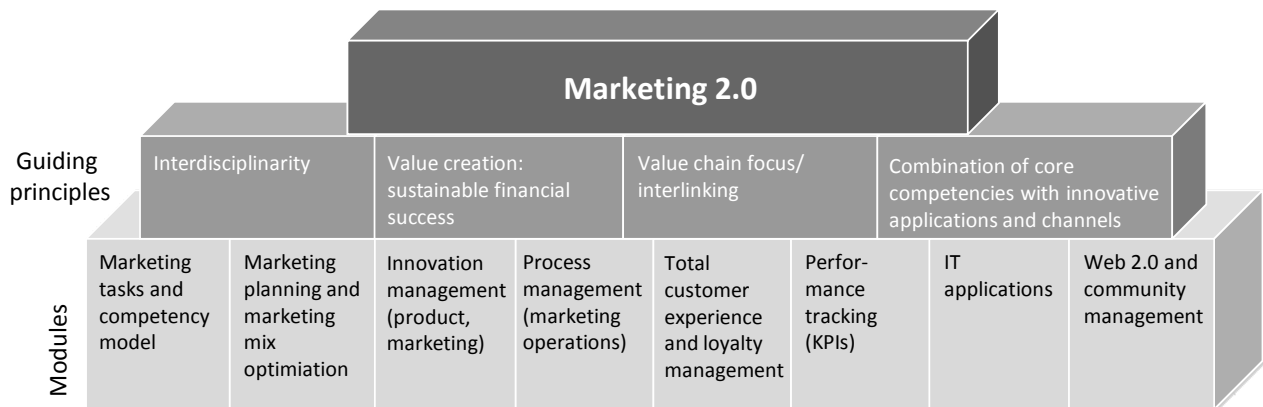 Marketing 2.0
Guiding
principles
Interdisciplinarity
Value creation:
sustainable financial
success
Value chain focus/
interlinking
Combination of core
competencies with innovative
applications and channels
Modules
Marketing
tasks and
competency
model
Marketing
planning and
marketing
mix
optimiation
Innovation
management
(product,
marketing)
Process
management
(marketing
operations)
Total
customer
experience
and loyalty
management
Perfor-
mance
tracking
(KPIs)
IT
applications
Web 2.0 and
community
management